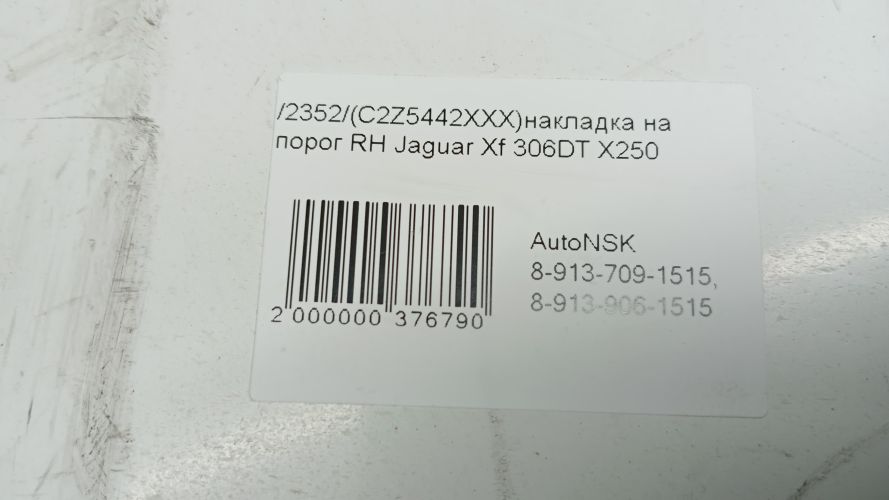 /2352/(C2Z5442XXX)накладка на
порог RH Jaguar Xf 306DT X250
AutoNSK
8-913-709-1515,
8-913-906-1515
2 000000 376790